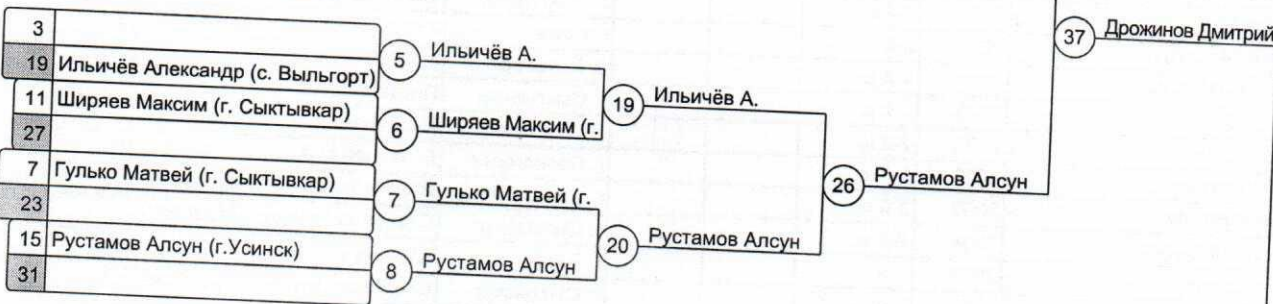 37 Дрожинов Дмитрий
3
19 Ильичёв Александр (с. Выльгорт)
5 Ильичёв А.
11 Ширяев Максим (г. Сыктывкар)
19 Ильичёв А.
27
6 Ширяев Максим (г.
7 Гулько Матвей (г. Сыктывкар)
26 Рустамов Алсун
23
7 Гулько Матвей (г.
15 Рустамов Алсун (г.Усинск)
20 Рустамов Алсун
31
8 Рустамов Алсун